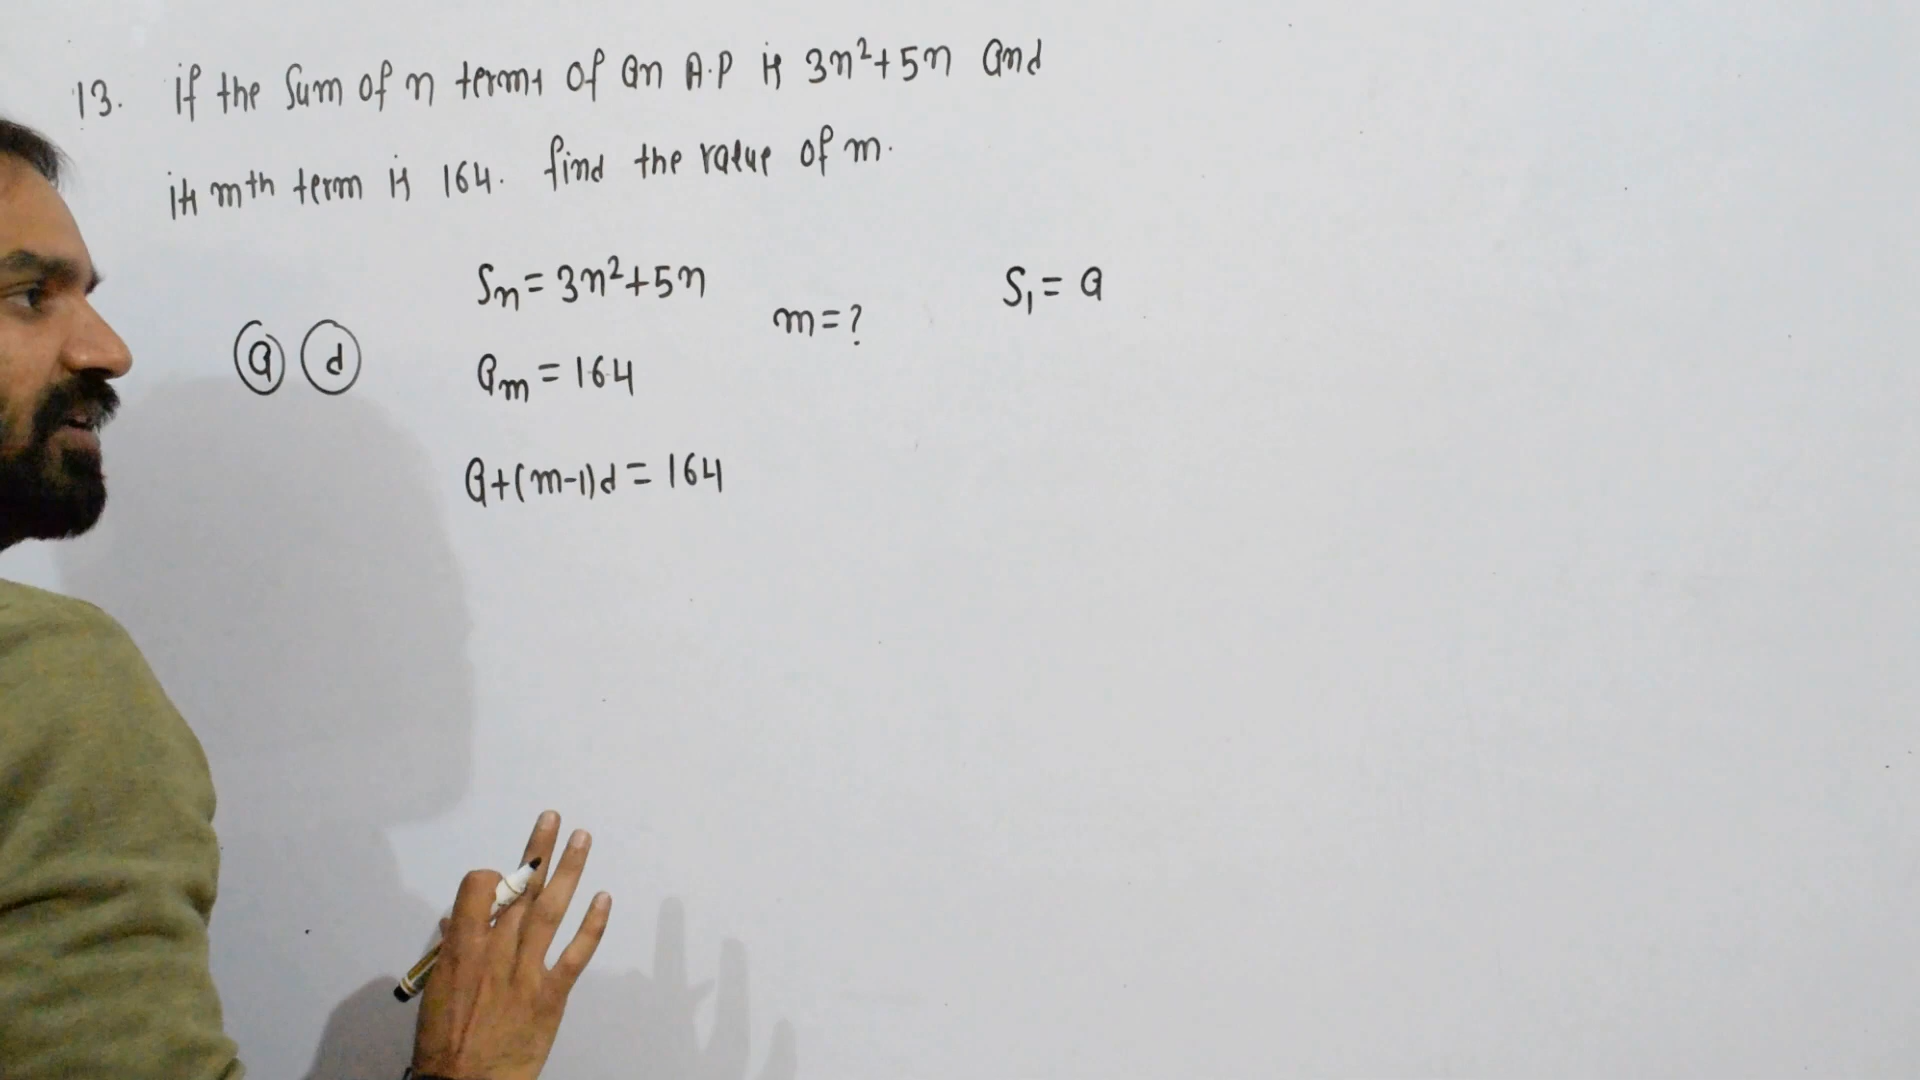 13. if the Sum of n terms of an A.P is 3n²+5n and
its mth term is 164. find the value of m.
Sn = 3n²+5n
m = ?
S₁ = a
a d
am = 164
a+(m-1)d = 164